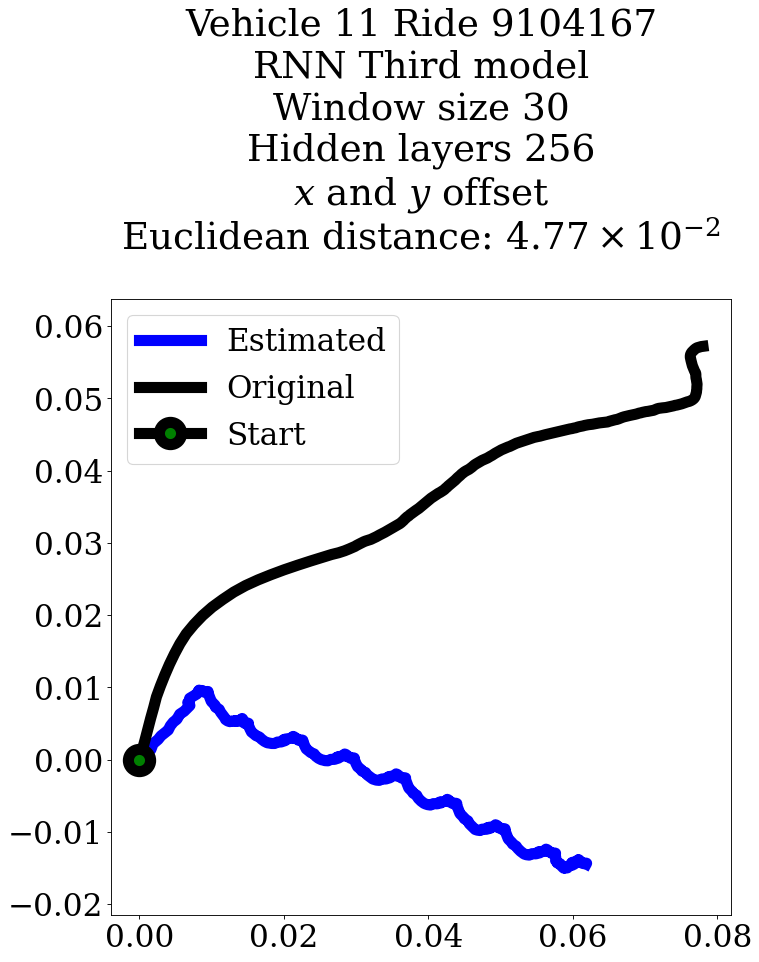 Vehicle 11 Ride 9104167
RNN Third model
Window size 30
Hidden layers 256
x and y offset
Euclidean distance: 4.77 × 10⁻²
Estimated
Original
Start
0.06
0.05
0.04
0.03
0.02
0.01
0.00
−0.01
−0.02
0.00 0.02 0.04 0.06 0.08